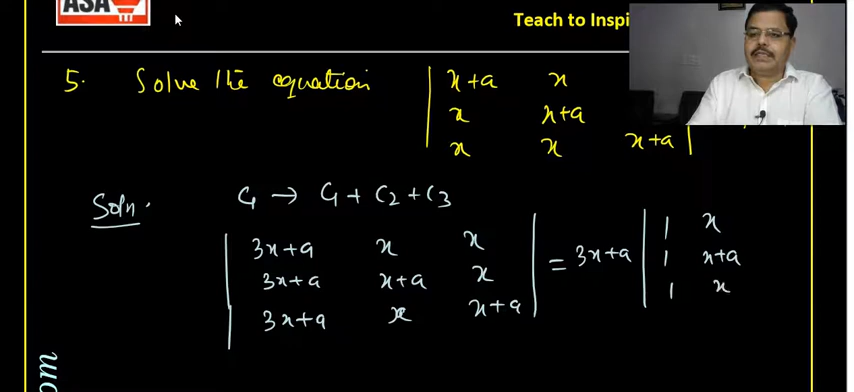 ASA
Teach to Inspi
5. Solve the equation | x+a x
x x+a
x x x+a |
Soln.
C1 → C1 + C2 + C3
| 3x+a x x | = 3x+a | 1 x
3x+a x+a x 1 x+a
3x+a x x+a 1 x
om